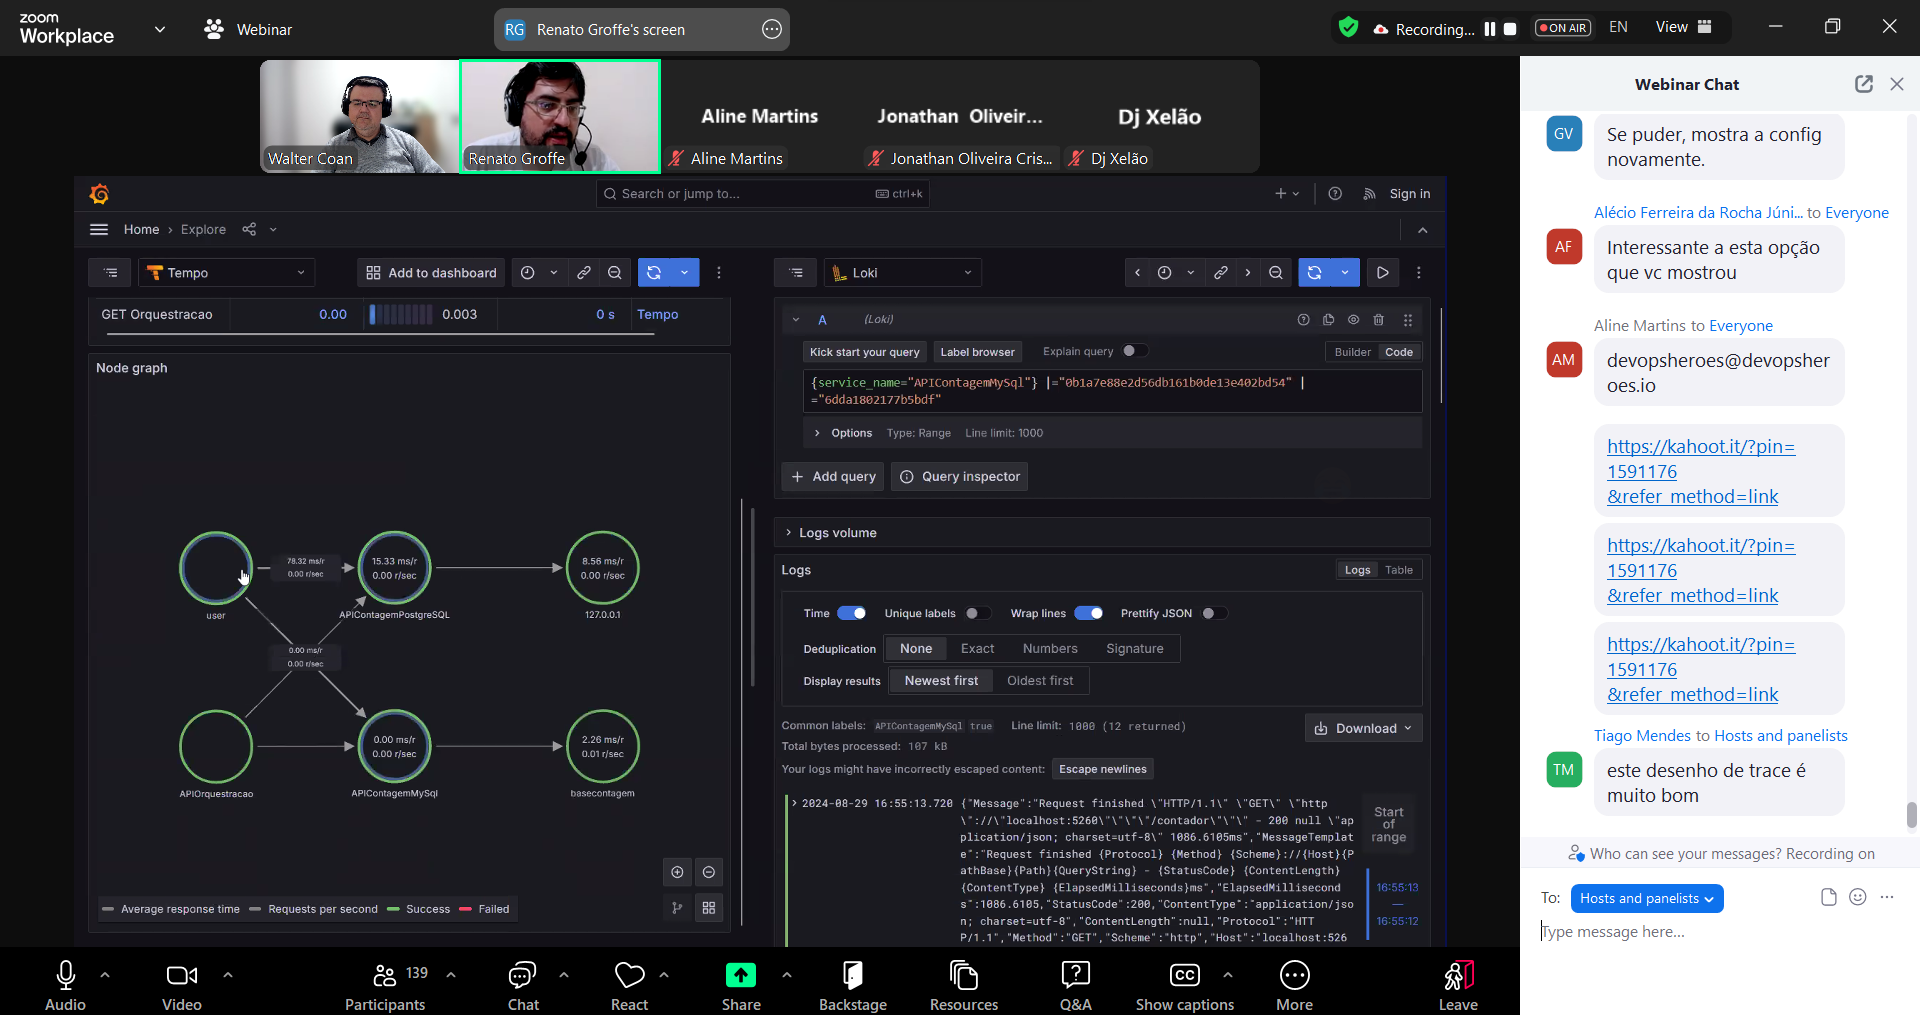 zoom
Workplace
Webinar
RG Renato Groffe's screen
Recording...
ON AIR
EN
View
Walter Coan
Renato Groffe
Aline Martins
Aline Martins
Jonathan Oliveir...
Jonathan Oliveira Cris...
Dj Xelão
Dj Xelão
Search or jump to...
ctrl+k
Sign in
Home › Explore
Tempo
Add to dashboard
GET Orquestracao 0.00 0.003 0 s Tempo
Node graph
78.32 ms/r
0.00 r/sec
15.33 ms/r
0.00 r/sec
8.56 ms/r
0.00 r/sec
user
APIContagemPostgreSQL
127.0.0.1
0.00 ms/r
0.00 r/sec
0.00 ms/r
0.00 r/sec
2.26 ms/r
0.01 r/sec
APIOrquestracao
APIContagemMySql
basecontagem
Average response time Requests per second Success Failed
Loki
A (Loki)
Kick start your query
Label browser
Explain query
Builder
Code
{service_name="APIContagemMySql"} |="0b1a7e88e2d56db161b0de13e402bd54" |
="6dda1802177b5bdf"
Options Type: Range Line limit: 1000
+ Add query
Query inspector
Logs volume
Logs
Logs Table
Time Unique labels Wrap lines Prettify JSON
Deduplication None Exact Numbers Signature
Display results Newest first Oldest first
Common labels: APIContagemMySql true Line limit: 1000 (12 returned)
Total bytes processed: 107 kB
Download
Your logs might have incorrectly escaped content: Escape newlines
> 2024-08-29 16:55:13.720 {"Message":"Request finished \"HTTP/1.1\" \"GET\" \"http
\"://\"localhost:5260\"\"\"\"/contador\"\"\" - 200 null \"ap
plication/json; charset=utf-8\" 1086.6105ms","MessageTemplat
e":"Request finished {Protocol} {Method} {Scheme}://{Host}{P
athBase}{Path}{QueryString} - {StatusCode} {ContentLength}
{ContentType} {ElapsedMilliseconds}ms","ElapsedMillisecond
s":1086.6105,"StatusCode":200,"ContentType":"application/jso
n; charset=utf-8","ContentLength":null,"Protocol":"HTT
P/1.1","Method":"GET","Scheme":"http","Host":"localhost:526
Start
of
range
16:55:13
—
16:55:12
Webinar Chat
GV
Se puder, mostra a config
novamente.
Alécio Ferreira da Rocha Júni... to Everyone
AF
Interessante a esta opção
que vc mostrou
Aline Martins to Everyone
AM
devopsheroes@devopsher
oes.io
https://kahoot.it/?pin=
1591176
&refer_method=link
https://kahoot.it/?pin=
1591176
&refer_method=link
https://kahoot.it/?pin=
1591176
&refer_method=link
Tiago Mendes to Hosts and panelists
TM
este desenho de trace é
muito bom
Who can see your messages? Recording on
To: Hosts and panelists
Type message here...
Audio
Video
139
Participants
Chat
React
Share
Backstage
Resources
Q&A
CC
Show captions
More
Leave